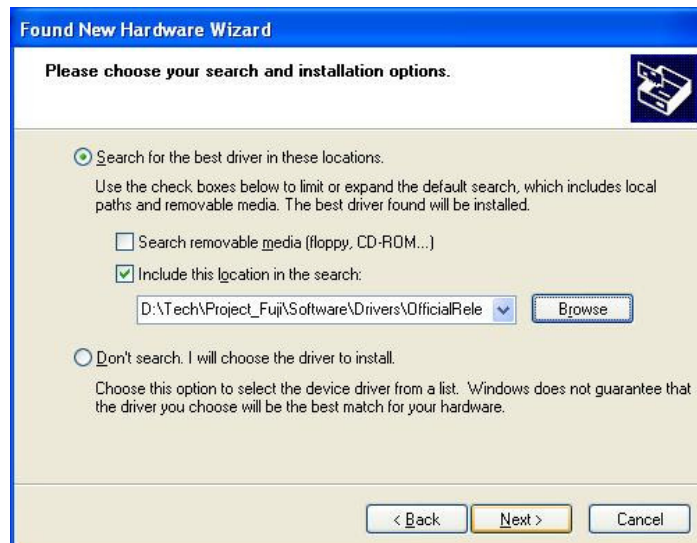 Found New Hardware Wizard
Please choose your search and installation options.
Search for the best driver in these locations.
Use the check boxes below to limit or expand the default search, which includes local
paths and removable media. The best driver found will be installed.
Search removable media (floppy, CD-ROM...)
Include this location in the search:
D:\Tech\Project_Fuji\Software\Drivers\OfficialRele
Browse
Don't search. I will choose the driver to install.
Choose this option to select the device driver from a list. Windows does not guarantee that
the driver you choose will be the best match for your hardware.
< Back Next > Cancel